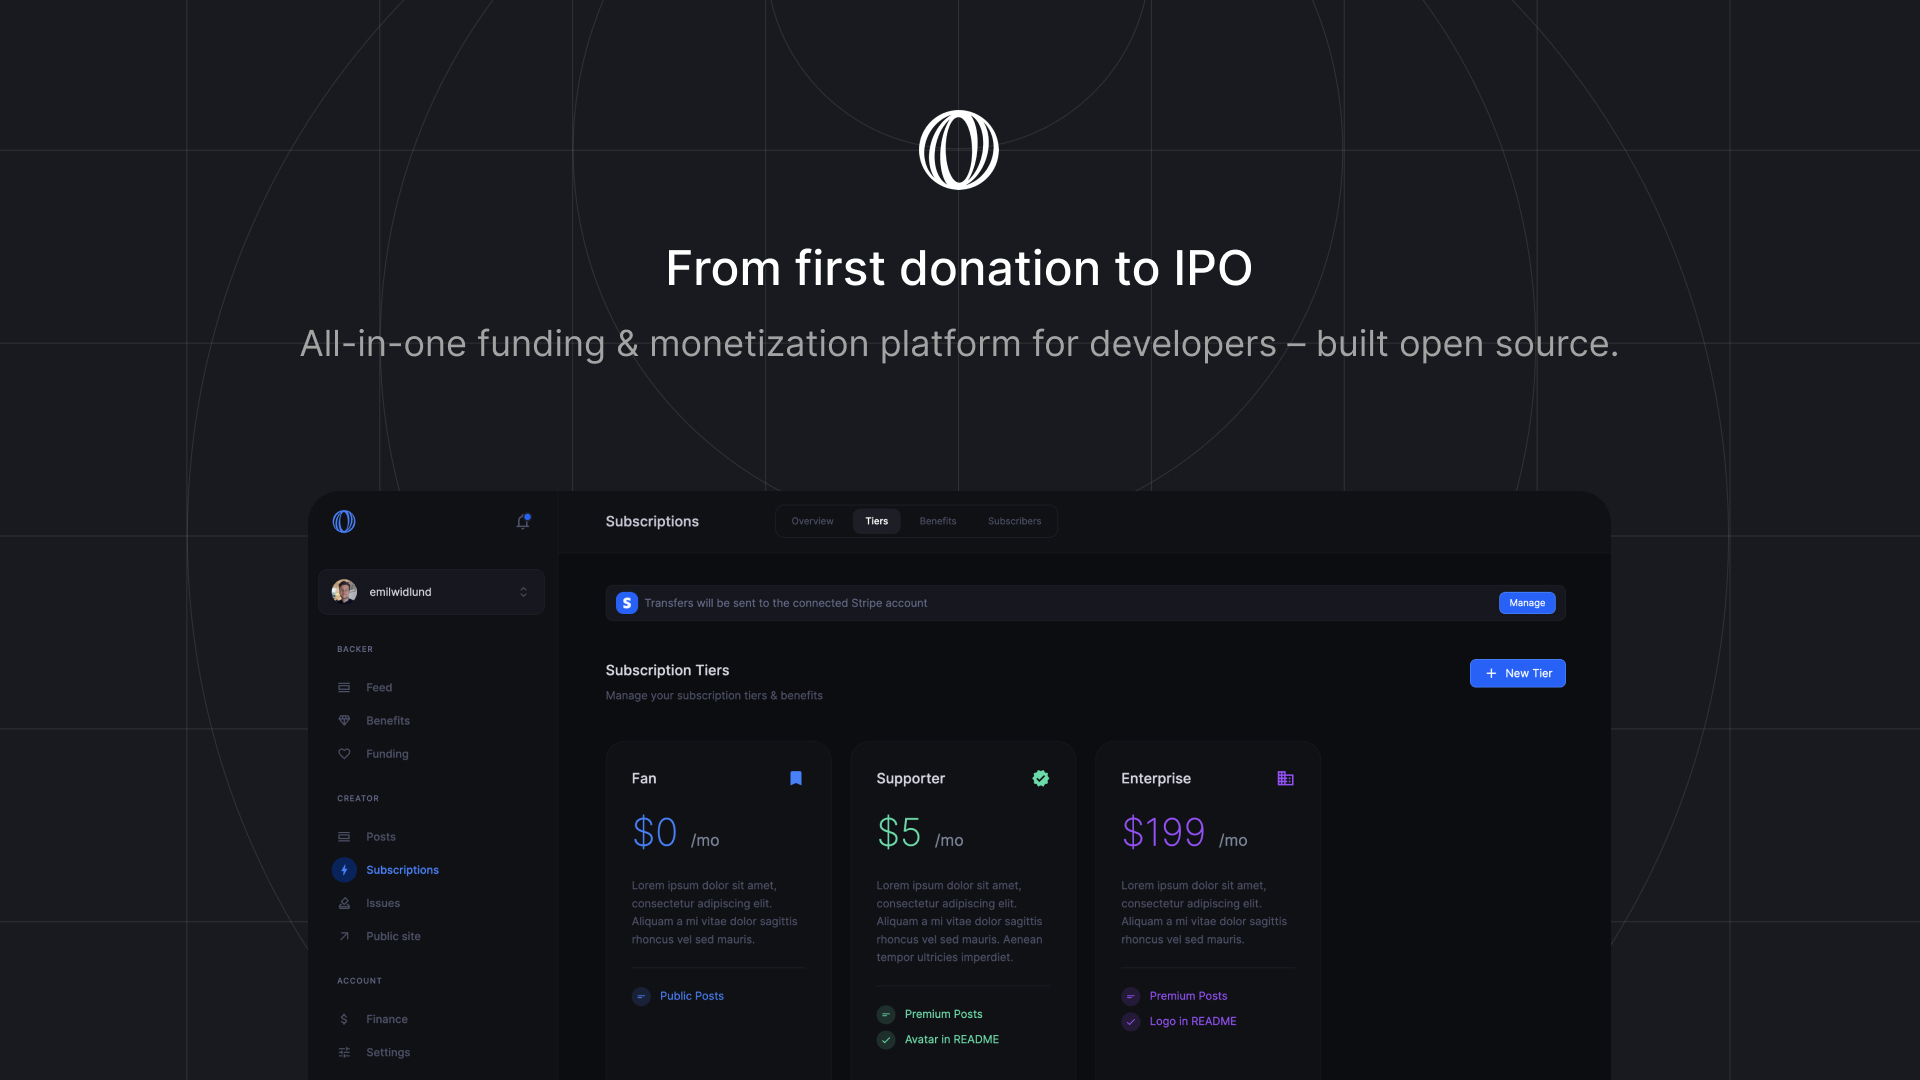 From first donation to IPO
All-in-one funding & monetization platform for developers – built open source.
Subscriptions
Overview
Tiers
Benefits
Subscribers
emilwidlund
BACKER
Feed
Benefits
Funding
CREATOR
Posts
Subscriptions
Issues
Public site
ACCOUNT
Finance
Settings
S
Transfers will be sent to the connected Stripe account
Manage
Subscription Tiers
Manage your subscription tiers & benefits
New Tier
Fan
$0 /mo
Lorem ipsum dolor sit amet,
consectetur adipiscing elit.
Aliquam a mi vitae dolor sagittis
rhoncus vel sed mauris.
Public Posts
Supporter
$5 /mo
Lorem ipsum dolor sit amet,
consectetur adipiscing elit.
Aliquam a mi vitae dolor sagittis
rhoncus vel sed mauris. Aenean
tempor ultricies imperdiet.
Premium Posts
Avatar in README
Enterprise
$199 /mo
Lorem ipsum dolor sit amet,
consectetur adipiscing elit.
Aliquam a mi vitae dolor sagittis
rhoncus vel sed mauris.
Premium Posts
Logo in README